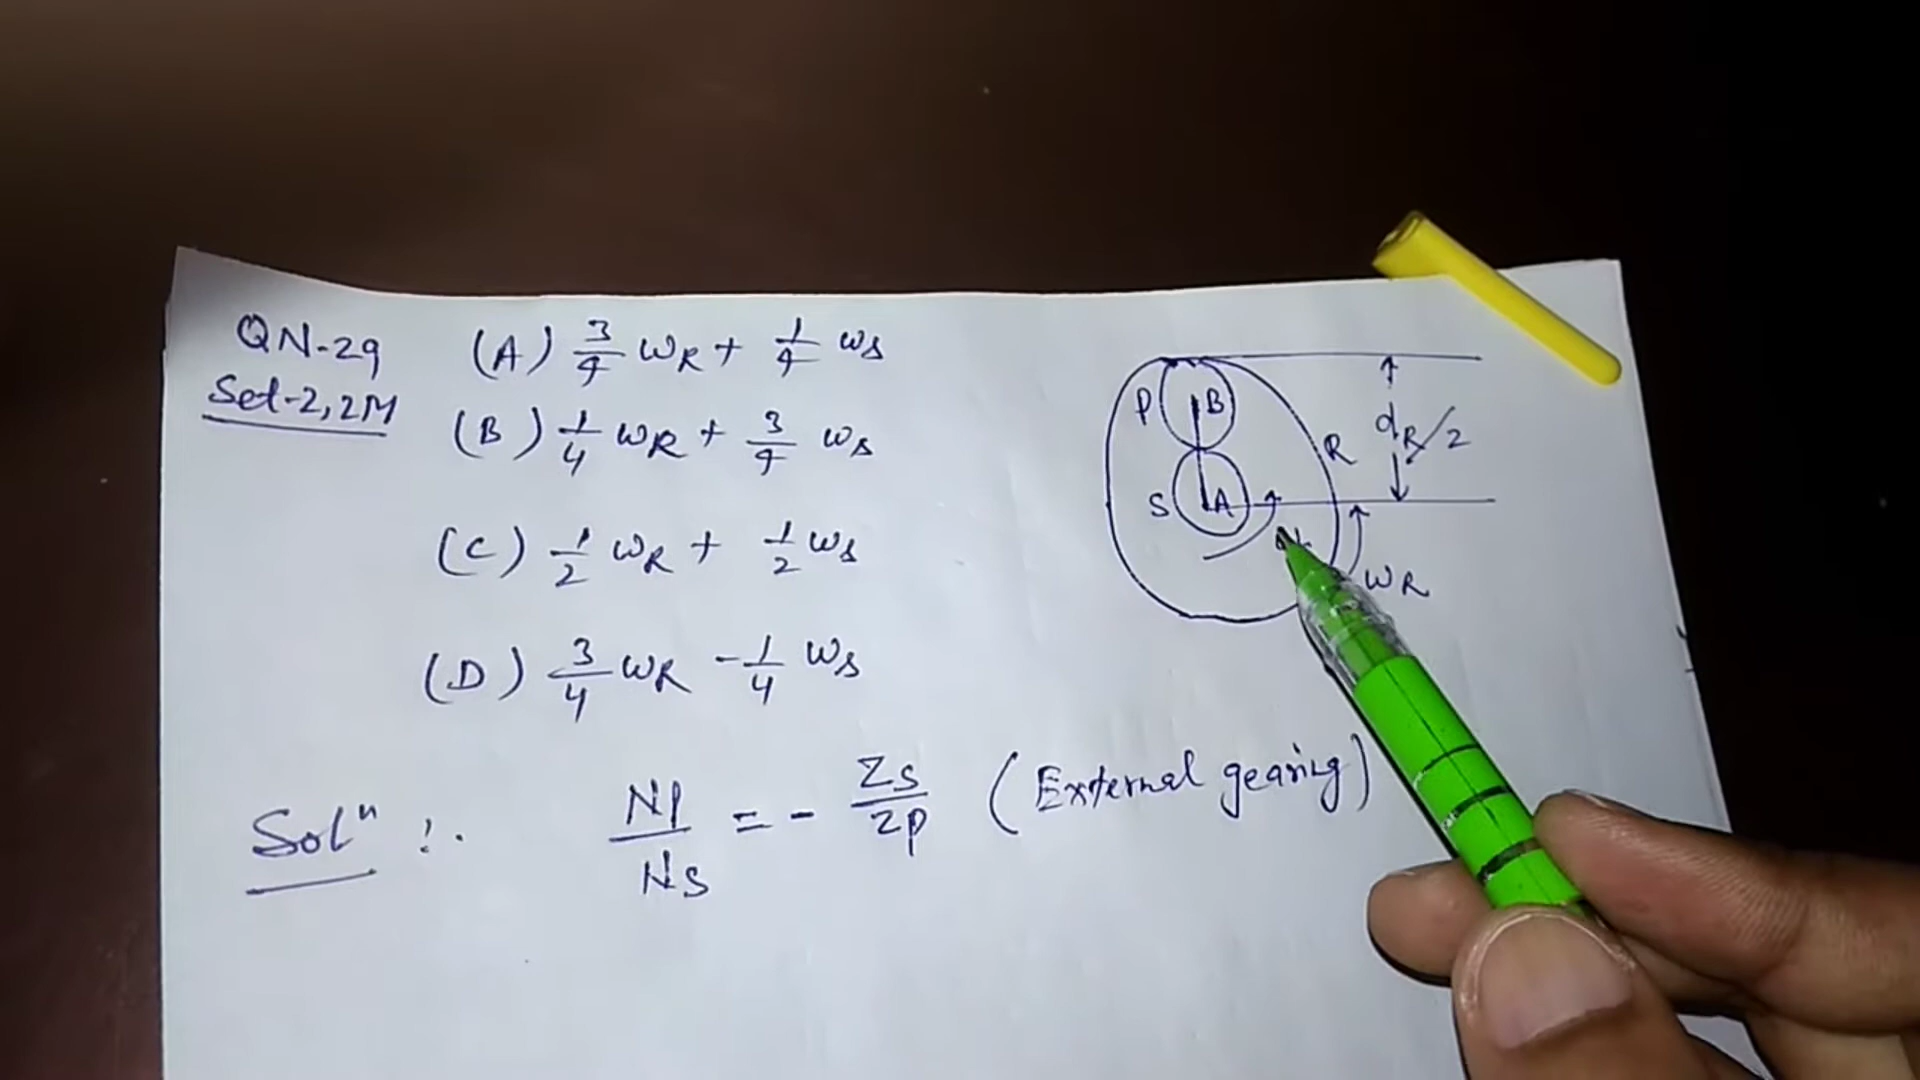 QN-29
Set-2, 2M
(A) 3/4 ωR + 1/4 ωs
(B) 1/4 ωR + 3/4 ωs
(C) 1/2 ωR + 1/2 ωs
(D) 3/4 ωR - 1/4 ωs
P B
R
dR/2
S A
ωR
Solⁿ :. NP/NS = - ZS/ZP (External gearing)